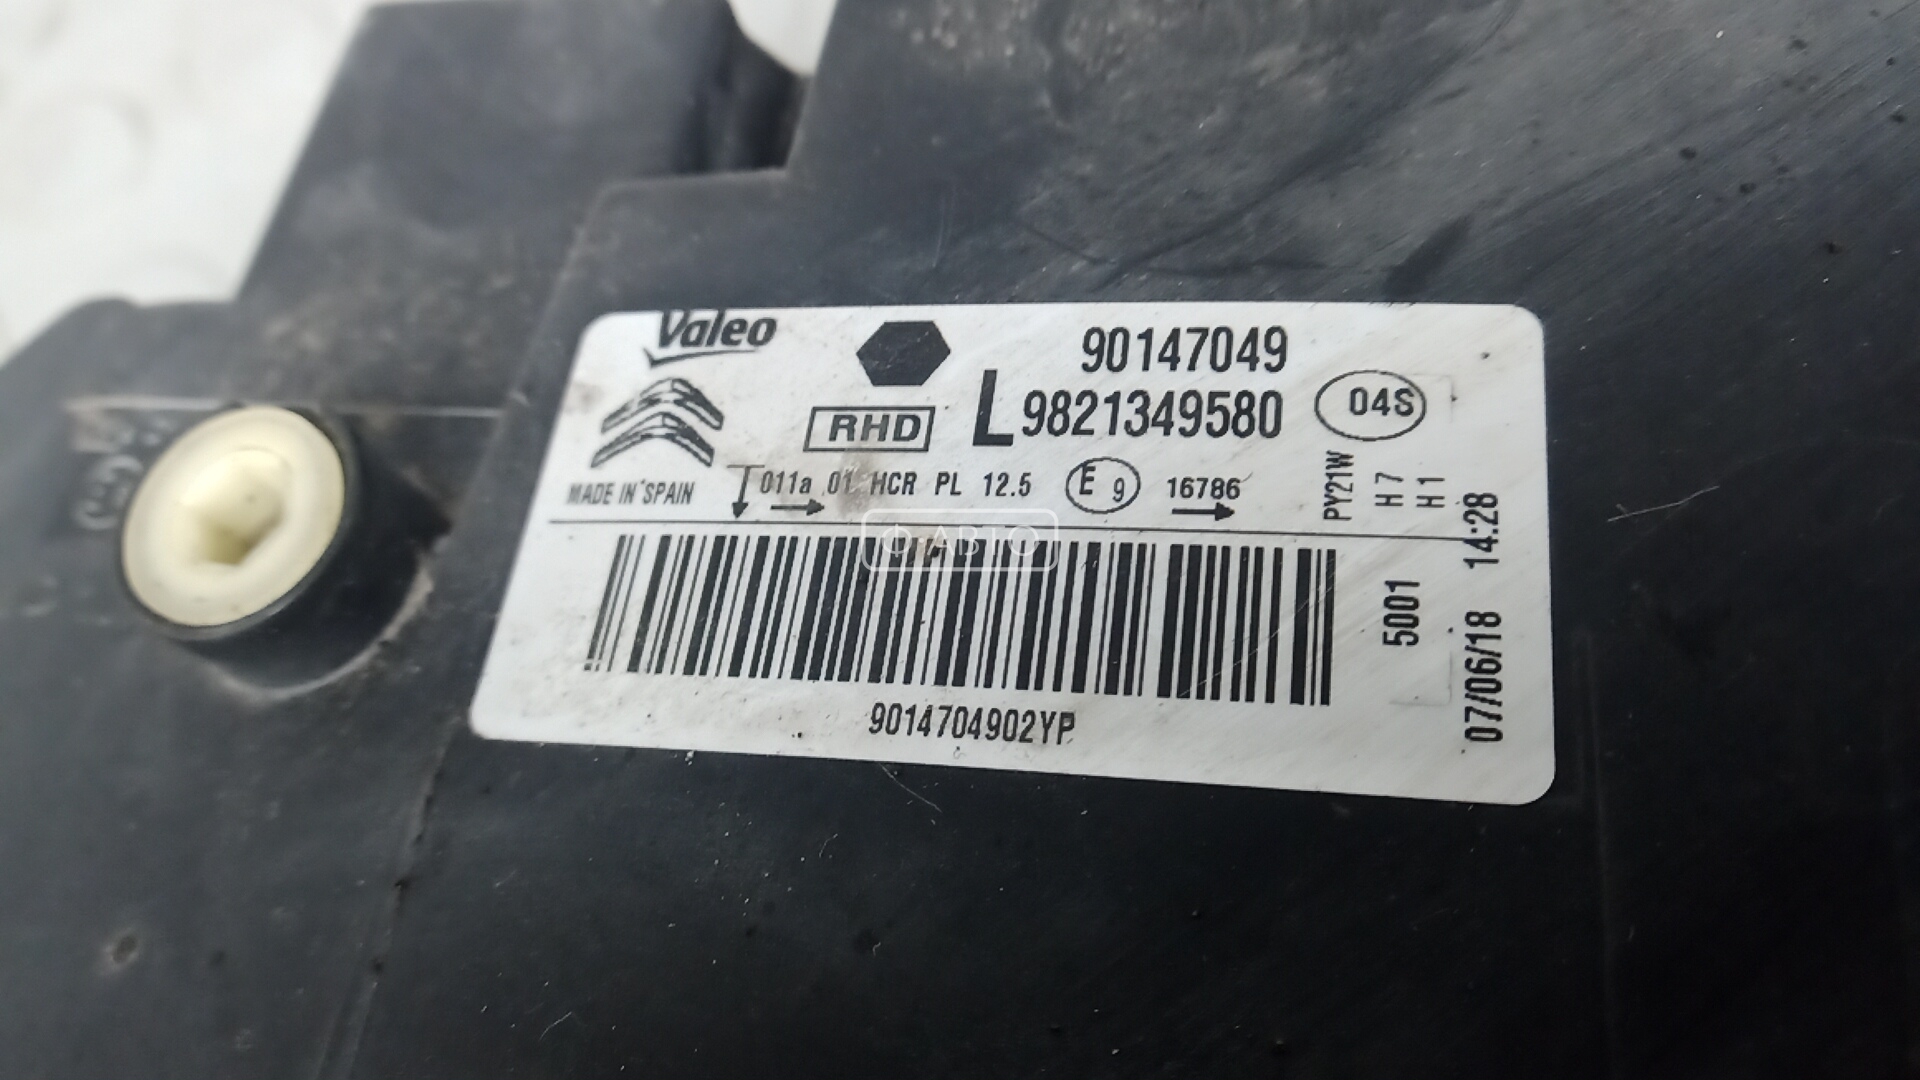 Valeo
90147049
RHD
L 9821349580
04S
MADE IN SPAIN
011a 01 HCR PL 12.5
E 9
16786
PY21W
H7
H1
Ф-АВТО
5001
07/06/18 14:28
9014704902YP